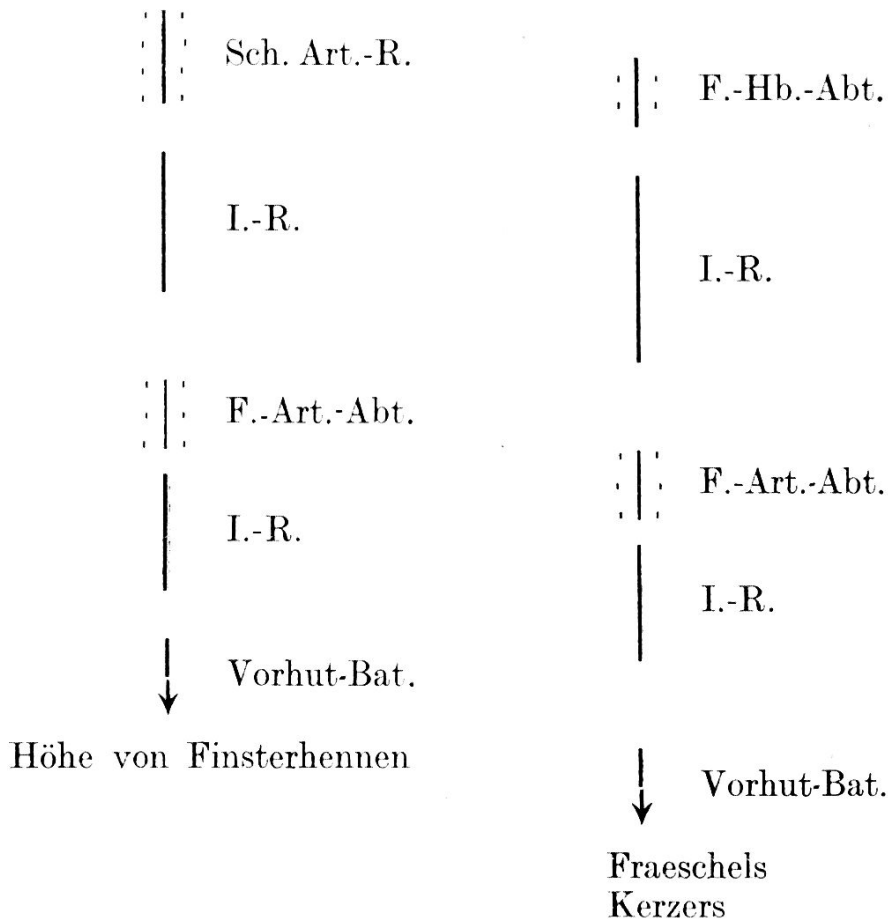 Sch. Art.-R.
I.-R.
F.-Art.-Abt.
I.-R.
Vorhut-Bat.
Höhe von Finsterhennen
F.-Hb.-Abt.
I.-R.
F.-Art.-Abt.
I.-R.
Vorhut-Bat.
Fraeschels
Kerzers